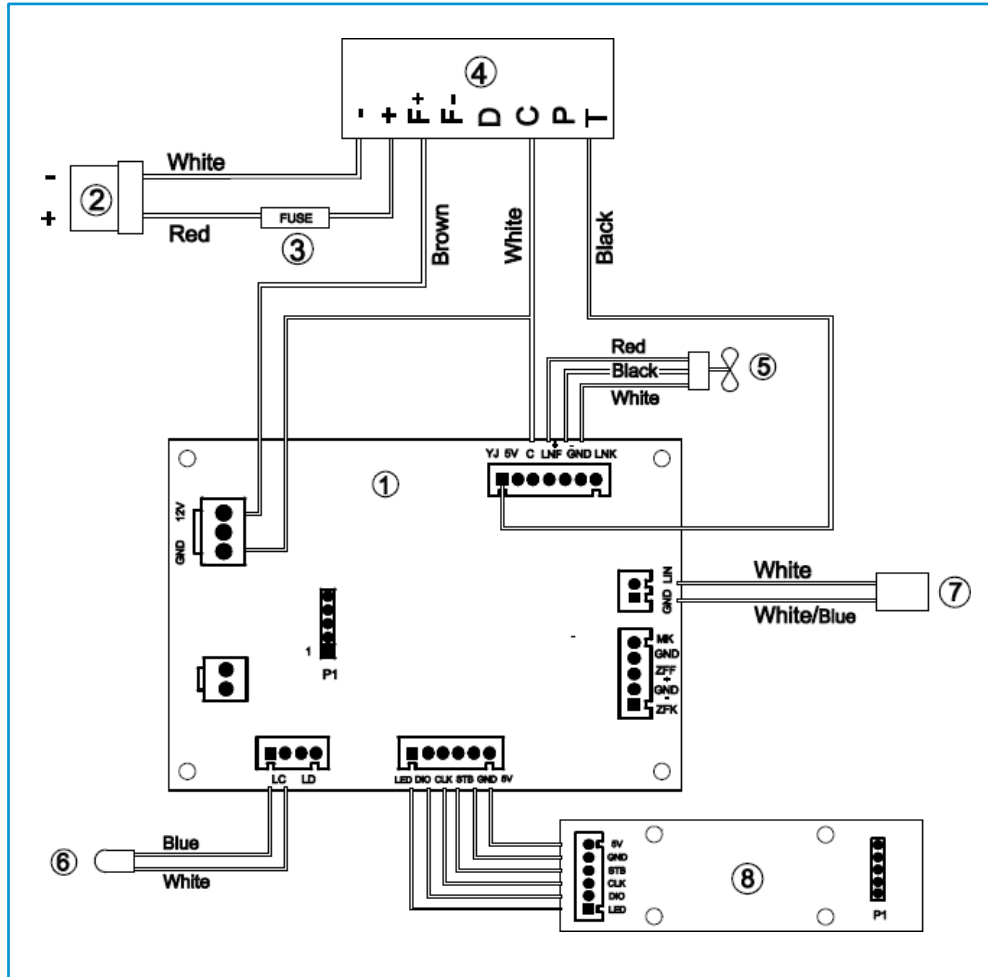 ④
- + F+ F- D C P T
White
-
②
+
Red
FUSE
③
Brown
White
Black
Red
Black
White
⑤
①
YJ 5V C LNF + - GND LNK
12V
GND
LIN
GND
White
White/Blue
⑦
1
P1
MK
GND
ZFF
+
GND
-
ZFK
LC LD
LED DIO CLK STB GND 5V
Blue
⑥
White
5V
GND
STB
CLK
DIO
LED
⑧
P1